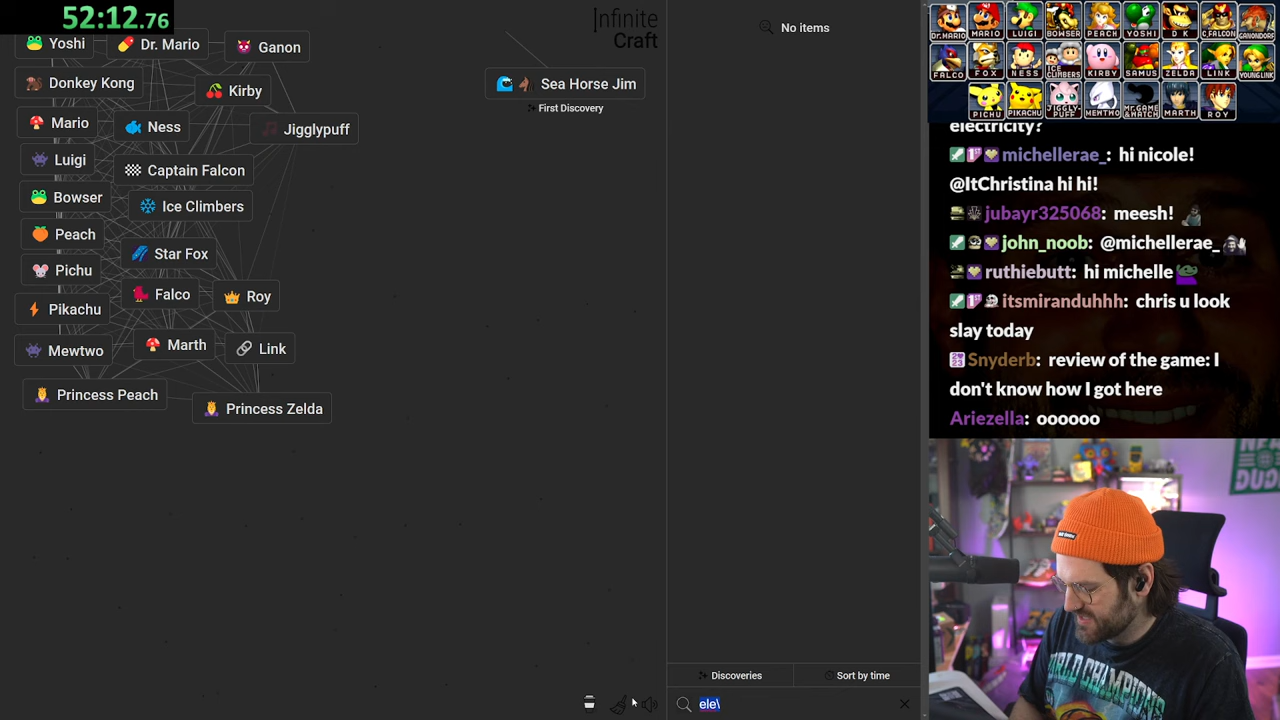 52:12.76
Infinite
Craft
No items
Yoshi
Dr. Mario
Ganon
Donkey Kong
Kirby
Sea Horse Jim
First Discovery
Mario
Ness
Jigglypuff
Luigi
Captain Falcon
Bowser
Ice Climbers
Peach
Star Fox
Pichu
Falco
Roy
Pikachu
Marth
Link
Mewtwo
Princess Peach
Princess Zelda
Discoveries
Sort by time
ele\
DR.MARIO MARIO LUIGI BOWSER PEACH YOSHI D K C.FALCON GANONDORF
FALCO FOX NESS ICE CLIMBERS KIRBY SAMUS ZELDA LINK YOUNG LINK
PICHU PIKACHU JIGGLY-PUFF MEWTWO Mr.GAME &WATCH MARTH ROY
electricity?
michellerae_: hi nicole!
@ItChristina hi hi!
jubayr325068: meesh!
john_noob: @michellerae_
ruthiebutt: hi michelle
itsmiranduhhh: chris u look
slay today
Snyderb: review of the game: I
don't know how I got here
Ariezella: oooooo